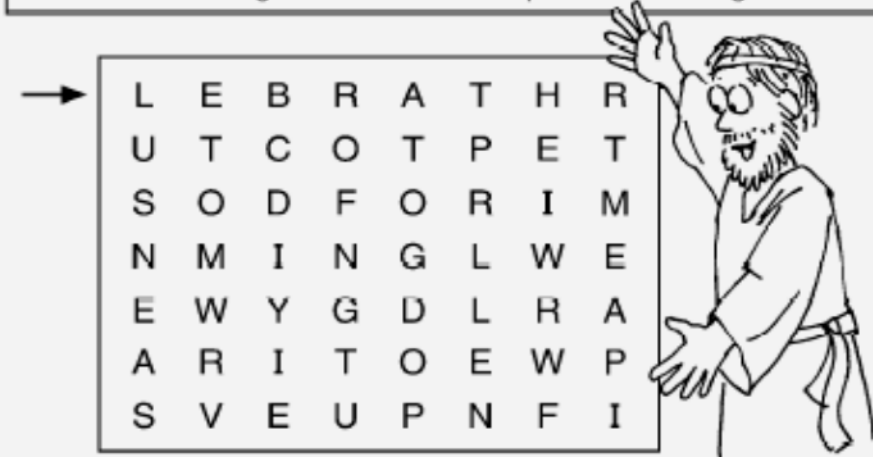 L E B R A T H R
U T C O T P E T
S O D F O R I M
N M I N G L W E
E W Y G D L R A
A R I T O E W P
S V E U P N F I